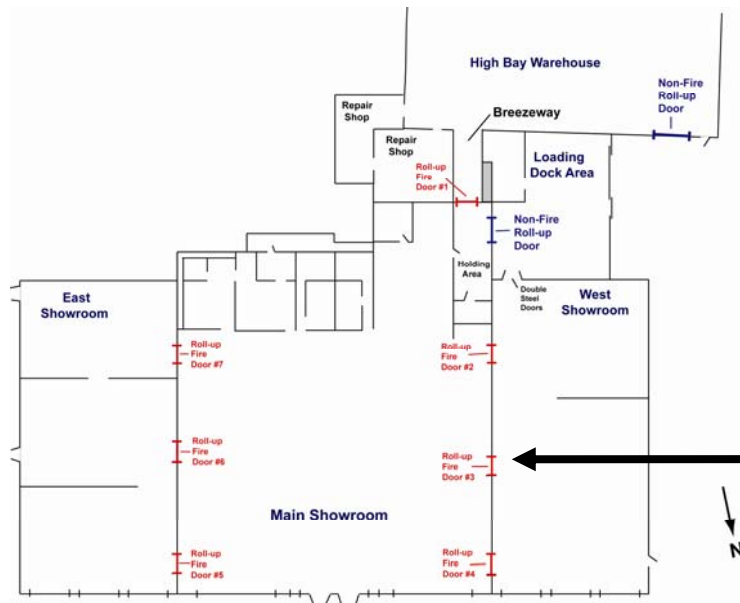 High Bay Warehouse
Non-Fire
Roll-up
Door
Repair
Shop
Breezeway
Repair
Shop
Loading
Dock Area
Roll-up
Fire
Door #1
Non-Fire
Roll-up
Door
Holding
Area
East
Showroom
Double
Steel
Doors
West
Showroom
Roll-up
Fire
Door #7
Roll-up
Fire
Door #2
Roll-up
Fire
Door #6
Roll-up
Fire
Door #3
Main Showroom
N
Roll-up
Fire
Door #5
Roll-up
Fire
Door #4